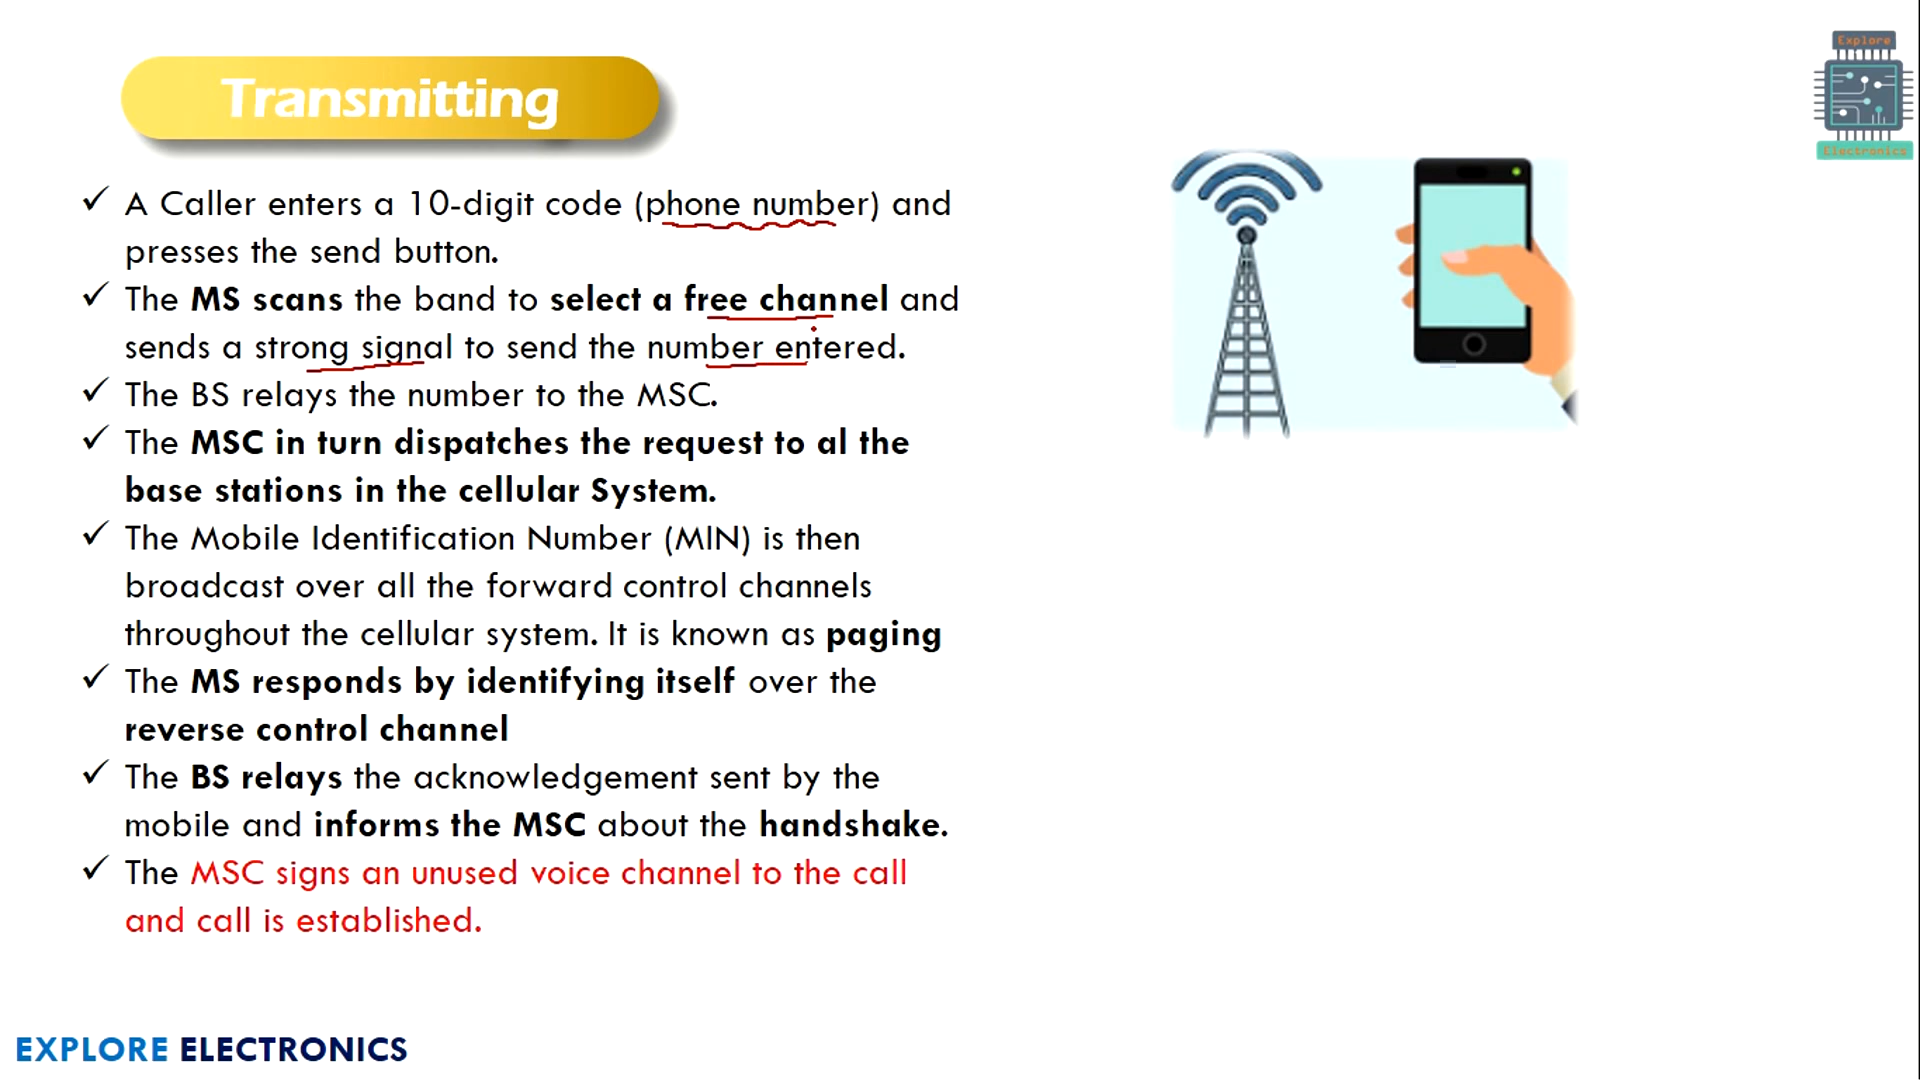 Explore
Electronics
Transmitting
✓ A Caller enters a 10-digit code (phone number) and
presses the send button.
✓ The MS scans the band to select a free channel and
sends a strong signal to send the number entered.
✓ The BS relays the number to the MSC.
✓ The MSC in turn dispatches the request to al the
base stations in the cellular System.
✓ The Mobile Identification Number (MIN) is then
broadcast over all the forward control channels
throughout the cellular system. It is known as paging
✓ The MS responds by identifying itself over the
reverse control channel
✓ The BS relays the acknowledgement sent by the
mobile and informs the MSC about the handshake.
✓ The MSC signs an unused voice channel to the call
and call is established.
EXPLORE ELECTRONICS